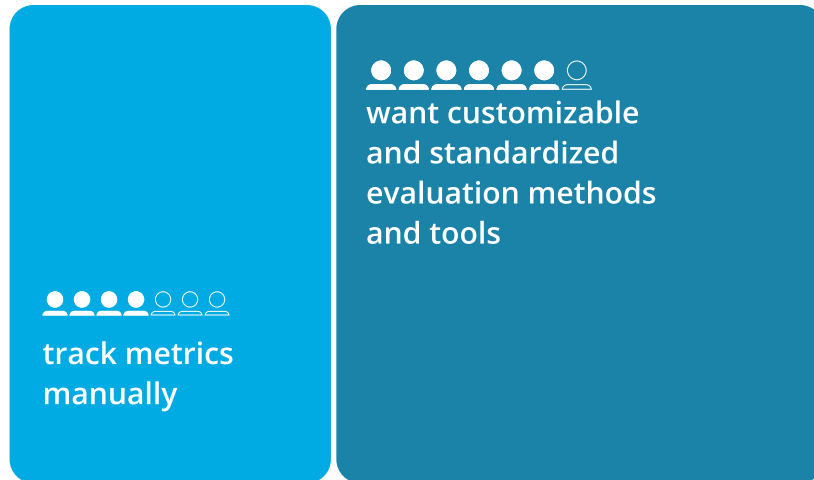 track metrics
manually
want customizable
and standardized
evaluation methods
and tools